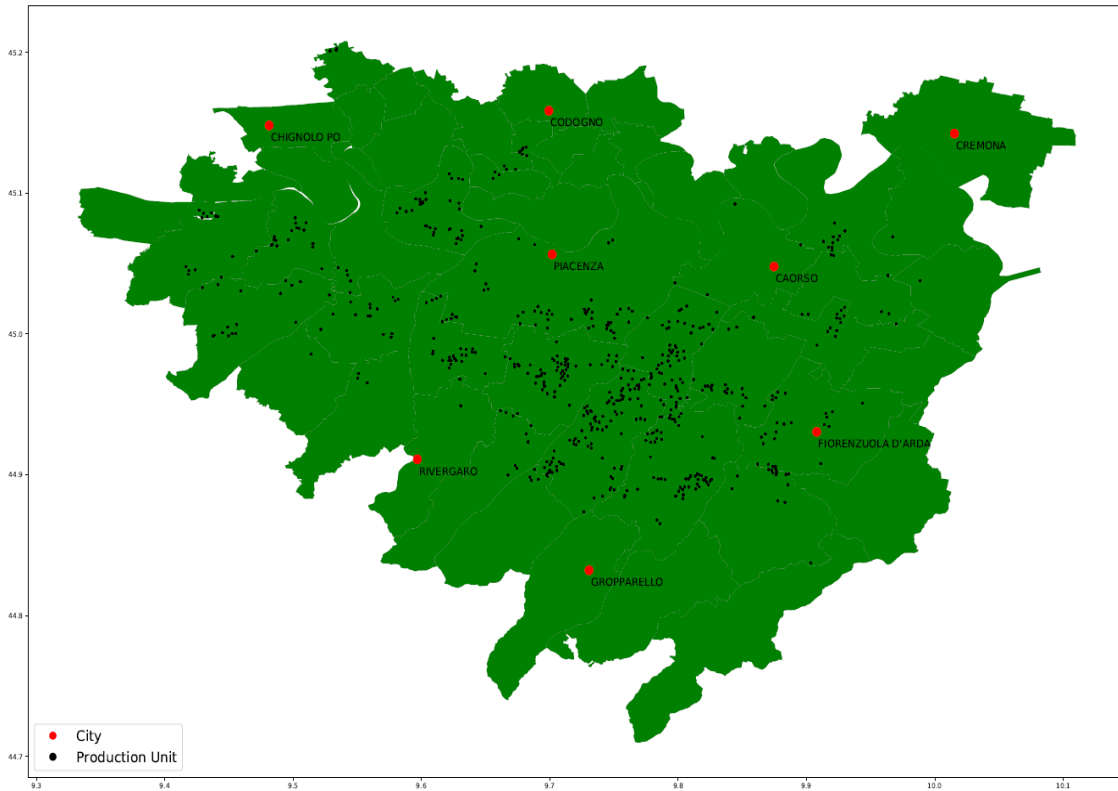 45.2
CODOGNO
CHIGNOLO PO
CREMONA
45.1
PIACENZA
CAORSO
45.0
FIORENZUOLA D'ARDA
44.9
RIVERGARO
GROPPARELLO
44.8
City
Production Unit
44.7
9.3 9.4 9.5 9.6 9.7 9.8 9.9 10.0 10.1